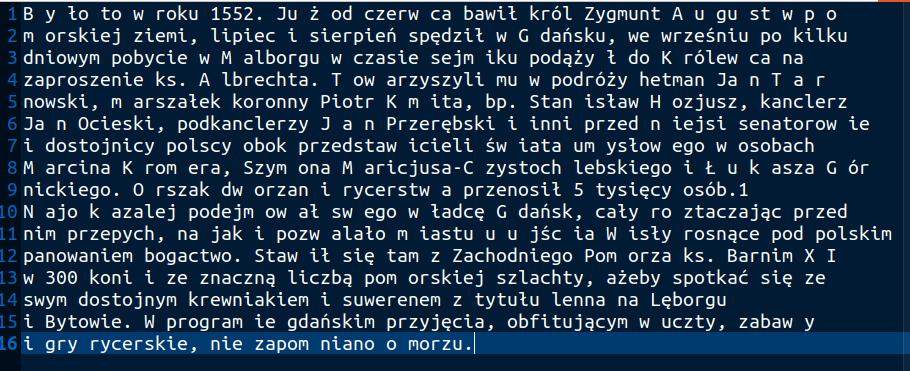 1 B y ło to w roku 1552. Ju ż od czerw ca bawił król Zygmunt A u gu st w p o
2 m orskiej ziemi, lipiec i sierpień spędził w G dańsku, we wrześniu po kilku
3 dniowym pobycie w M alborgu w czasie sejm iku podąży ł do K rólew ca na
4 zaproszenie ks. A lbrechta. T ow arzyszyli mu w podróży hetman Ja n T a r
5 nowski, m arszałek koronny Piotr K m ita, bp. Stan isław H ozjusz, kanclerz
6 Ja n Ocieski, podkanclerzy J a n Przerębski i inni przed n iejsi senatorow ie
7 i dostojnicy polscy obok przedstaw icieli św iata um ysłow ego w osobach
8 M arcina K rom era, Szym ona M aricjusa-C zystoch lebskiego i Ł u k asza G ór
9 nickiego. O rszak dw orzan i rycerstw a przenosił 5 tysięcy osób.1
10 N ajo k azalej podejm ow ał sw ego w ładcę G dańsk, cały ro ztaczając przed
11 nim przepych, na jak i pozw alało m iastu u u jśc ia W isły rosnące pod polskim
12 panowaniem bogactwo. Staw ił się tam z Zachodniego Pom orza ks. Barnim X I
13 w 300 koni i ze znaczną liczbą pom orskiej szlachty, ażeby spotkać się ze
14 swym dostojnym krewniakiem i suwerenem z tytułu lenna na Lęborgu
15 i Bytowie. W program ie gdańskim przyjęcia, obfitującym w uczty, zabaw y
16 i gry rycerskie, nie zapom niano o morzu.